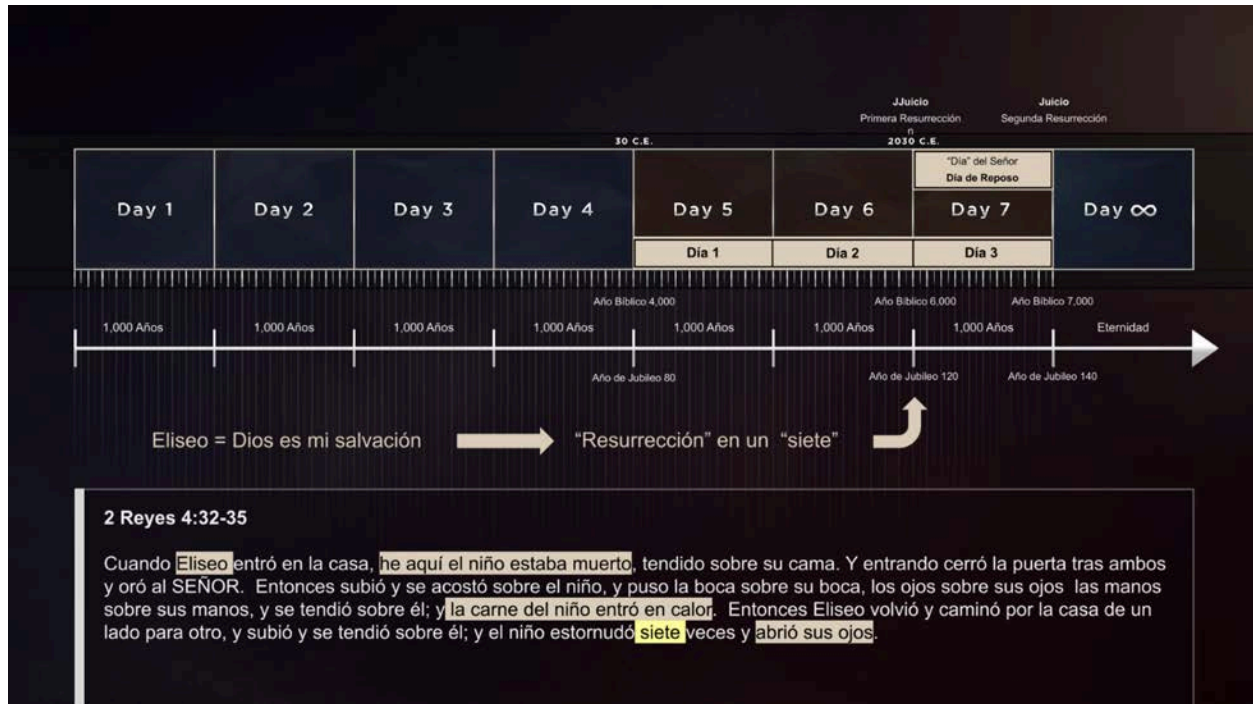 JJuicio Juicio
Primera Resurrección Segunda Resurrección
n
30 C.E. 2030 C.E.
"Día" del Señor
Día de Reposo
Day 1 Day 2 Day 3 Day 4 Day 5 Day 6 Day 7 Day ∞
Día 1 Día 2 Día 3
Año Bíblico 4,000 Año Bíblico 6,000 Año Bíblico 7,000
1,000 Años 1,000 Años 1,000 Años 1,000 Años 1,000 Años 1,000 Años 1,000 Años Eternidad
Año de Jubileo 80 Año de Jubileo 120 Año de Jubileo 140
Eliseo = Dios es mi salvación "Resurrección" en un "siete"
2 Reyes 4:32-35
Cuando Eliseo entró en la casa, he aquí el niño estaba muerto, tendido sobre su cama. Y entrando cerró la puerta tras ambos
y oró al SEÑOR. Entonces subió y se acostó sobre el niño, y puso la boca sobre su boca, los ojos sobre sus ojos las manos
sobre sus manos, y se tendió sobre él; y la carne del niño entró en calor. Entonces Eliseo volvió y caminó por la casa de un
lado para otro, y subió y se tendió sobre él; y el niño estornudó siete veces y abrió sus ojos.